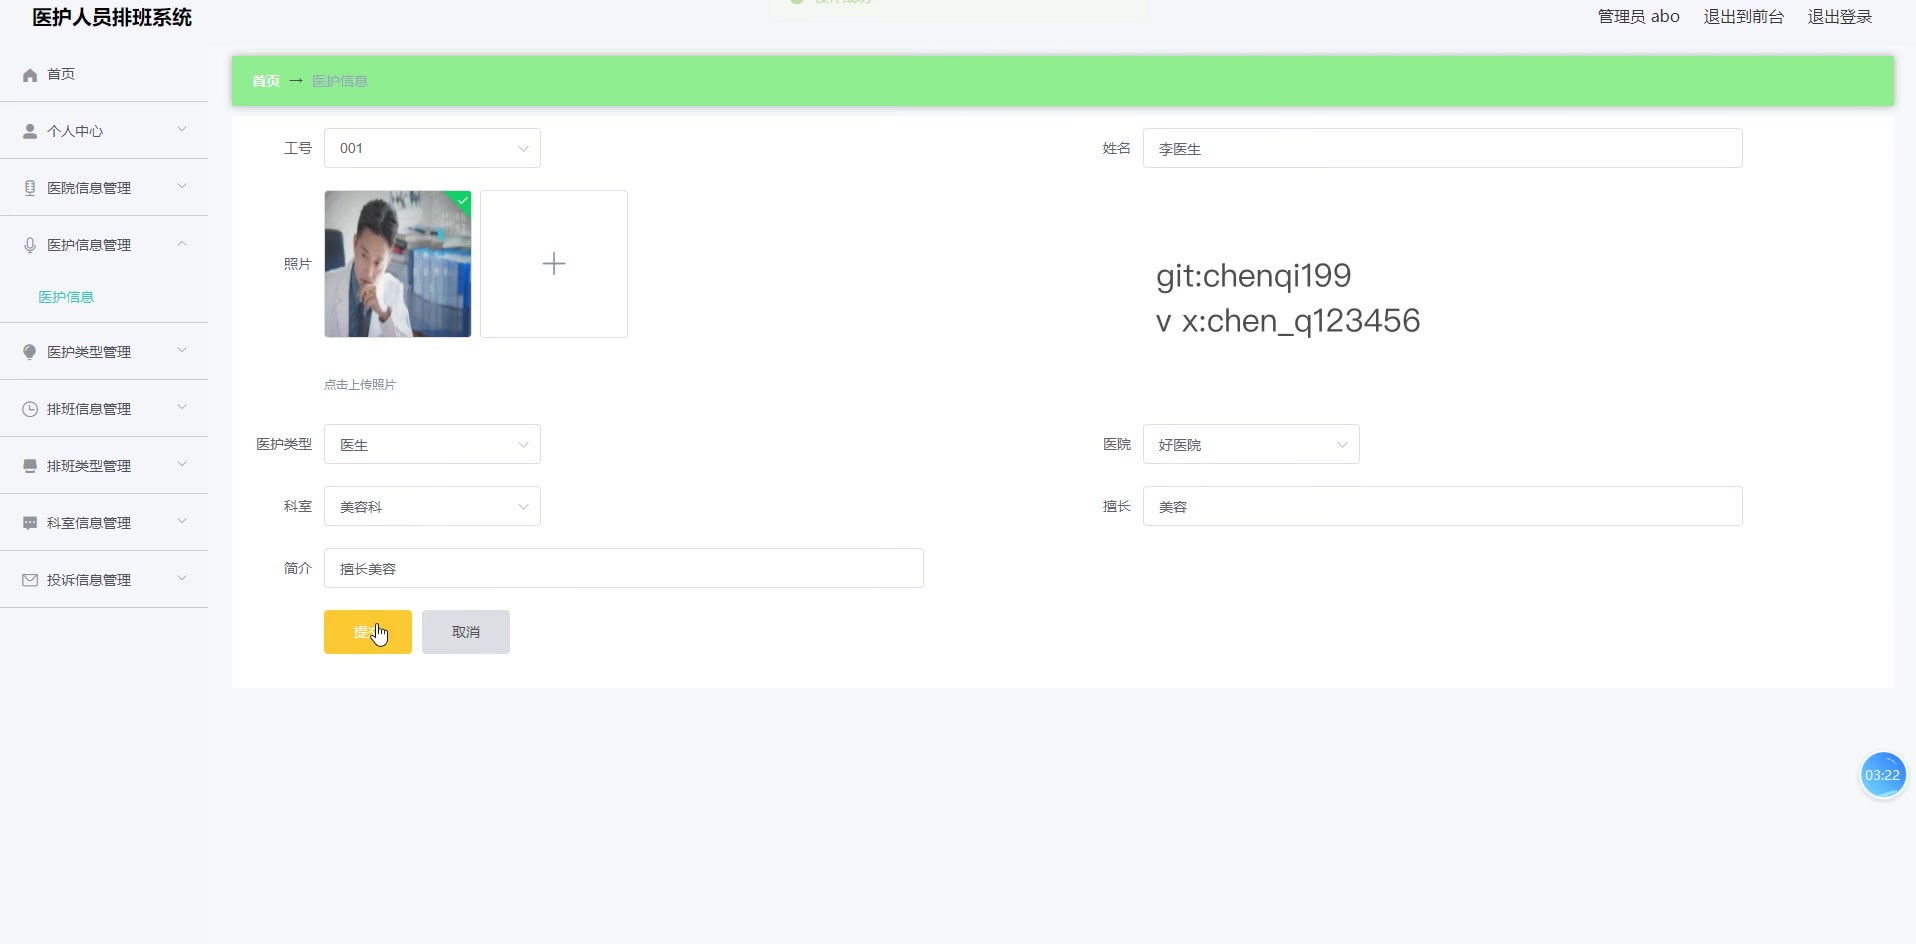 医护人员排班系统
管理员 abo 退出到前台 退出登录
首页
个人中心
医院信息管理
医护信息管理
医护信息
医护类型管理
排班信息管理
排班类型管理
科室信息管理
投诉信息管理
首页 → 医护信息
工号 001
姓名 李医生
照片
git:chenqi199
v x:chen_q123456
点击上传照片
医护类型 医生
医院 好医院
科室 美容科
擅长 美容
简介 擅长美容
提
取消
03:22